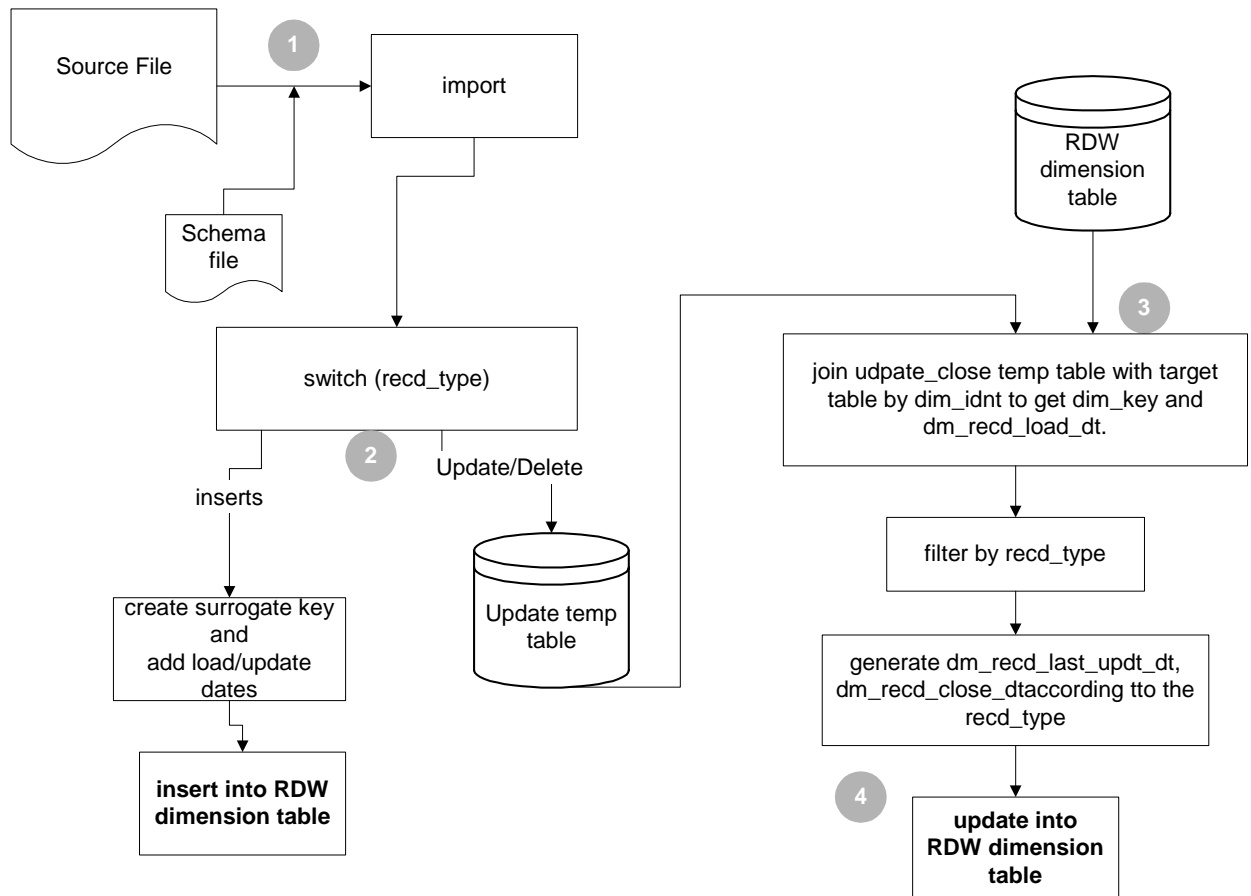 Source File
1
import
Schema
file
switch (recd_type)
2
inserts
Update/Delete
create surrogate key
and
add load/update
dates
insert into RDW
dimension table
Update temp
table
RDW
dimension
table
3
join udpate_close temp table with target
table by dim_idnt to get dim_key and
dm_recd_load_dt.
filter by recd_type
generate dm_recd_last_updt_dt,
dm_recd_close_dtaccording tto the
recd_type
4
update into
RDW dimension
table